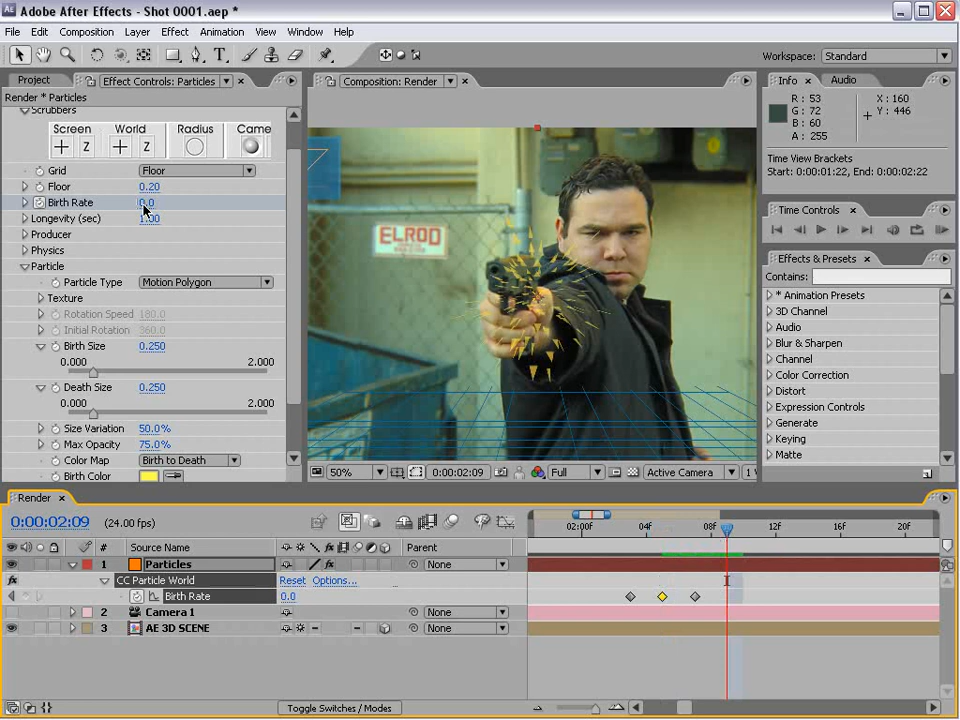 Adobe After Effects - Shot 0001.aep *
File Edit Composition Layer Effect Animation View Window Help
Workspace: Standard
Project Effect Controls: Particles
Composition: Render
Info Audio
Render * Particles
Scrubbers
Screen World Radius Came
Z Z
Grid Floor
Floor 0.20
Birth Rate 0.0
Longevity (sec) 1.00
Producer
Physics
Particle
Particle Type Motion Polygon
Texture
Rotation Speed 180.0
Initial Rotation 360.0
Birth Size 0.250
0.000 2.000
Death Size 0.250
0.000 2.000
Size Variation 50.0%
Max Opacity 75.0%
Color Map Birth to Death
Birth Color
ELROD
50% 0:00:02:09 Full Active Camera 1
R : 53 X : 160
G : 72 Y : 446
B : 60
A : 255
Time View Brackets
Start: 0:00:01:22, End: 0:00:02:22
Time Controls
Effects & Presets
Contains:
* Animation Presets
3D Channel
Audio
Blur & Sharpen
Channel
Color Correction
Distort
Expression Controls
Generate
Keying
Matte
Render
0:00:02:09 (24.00 fps)
02:00f 04f 08f 12f 16f 20f
# Source Name Parent
1 Particles None
CC Particle World Reset Options...
Birth Rate 0.0
2 Camera 1 None
3 AE 3D SCENE None
Toggle Switches / Modes